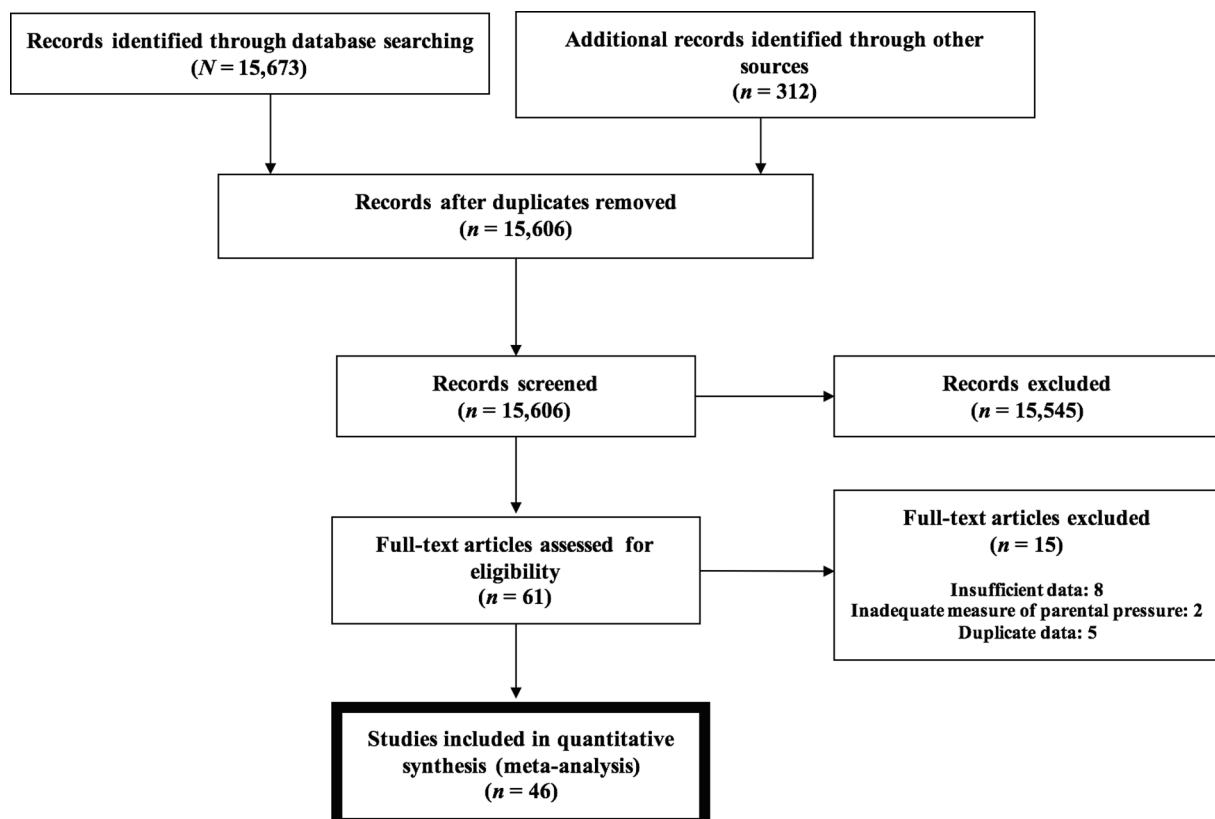 Records identified through database searching
(N = 15,673)
Additional records identified through other
sources
(n = 312)
Records after duplicates removed
(n = 15,606)
Records screened
(n = 15,606)
Records excluded
(n = 15,545)
Full-text articles assessed for
eligibility
(n = 61)
Full-text articles excluded
(n = 15)
Insufficient data: 8
Inadequate measure of parental pressure: 2
Duplicate data: 5
Studies included in quantitative
synthesis (meta-analysis)
(n = 46)